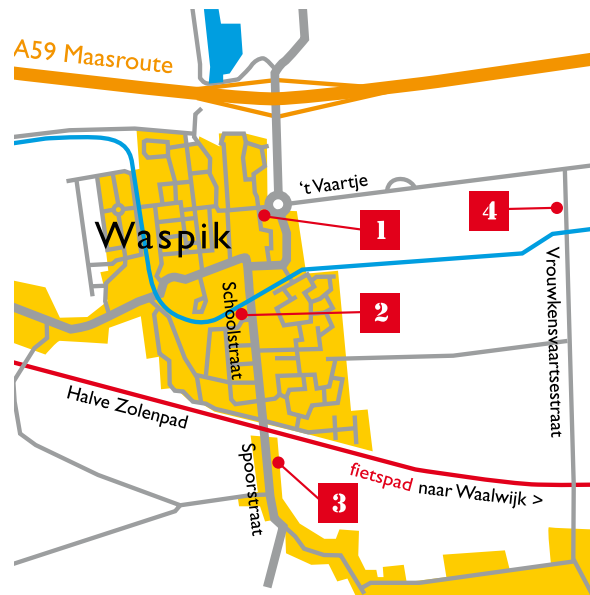 A59 Maasroute
't Vaartje
4
1
Waspik
Vrouwkensvaartsestraat
Schoolstraat
2
Halve Zolenpad
Spoorstraat
fietspad naar Waalwijk >
3